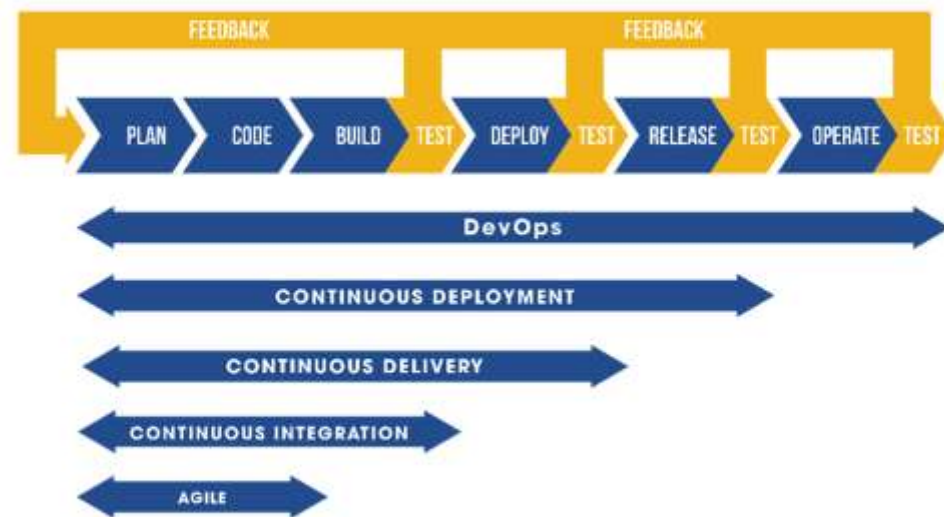 FEEDBACK FEEDBACK
PLAN CODE BUILD TEST DEPLOY TEST RELEASE TEST OPERATE TEST
DevOps
CONTINUOUS DEPLOYMENT
CONTINUOUS DELIVERY
CONTINUOUS INTEGRATION
AGILE